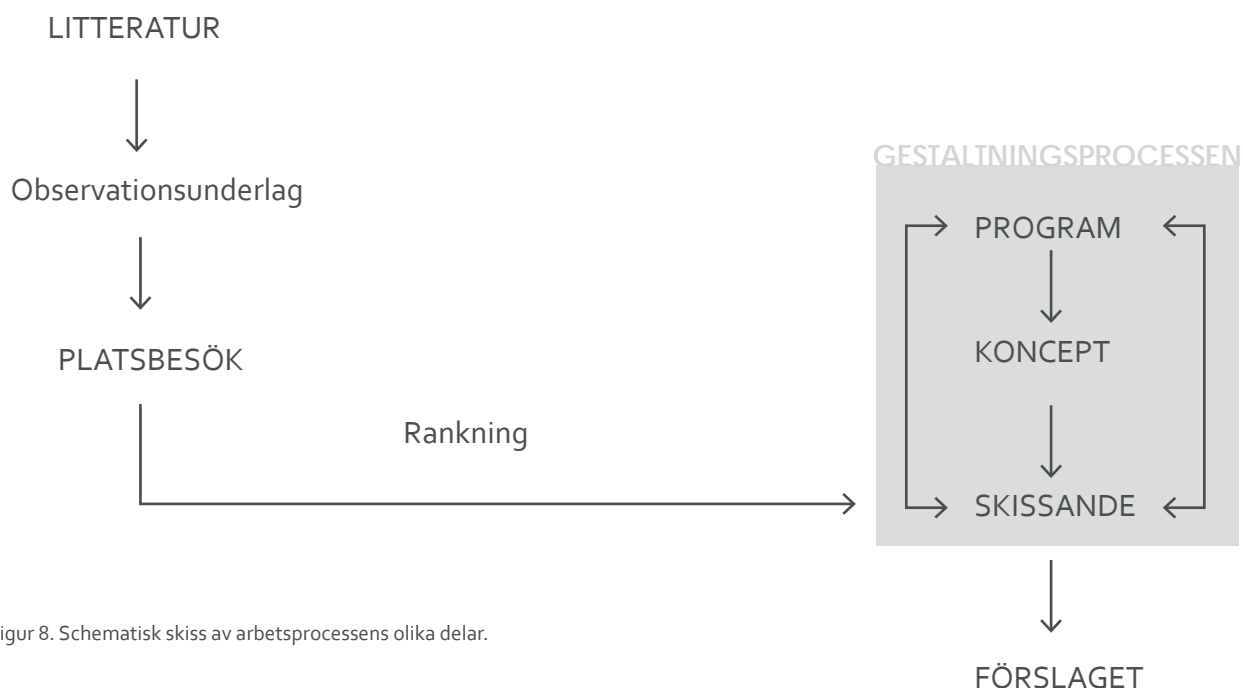 LITTERATUR
Observationsunderlag
PLATSBESÖK
Rankning
GESTALTNINGSPROCESSEN
PROGRAM
KONCEPT
SKISSANDE
FÖRSLAGET
igur 8. Schematisk skiss av arbetsprocessens olika delar.